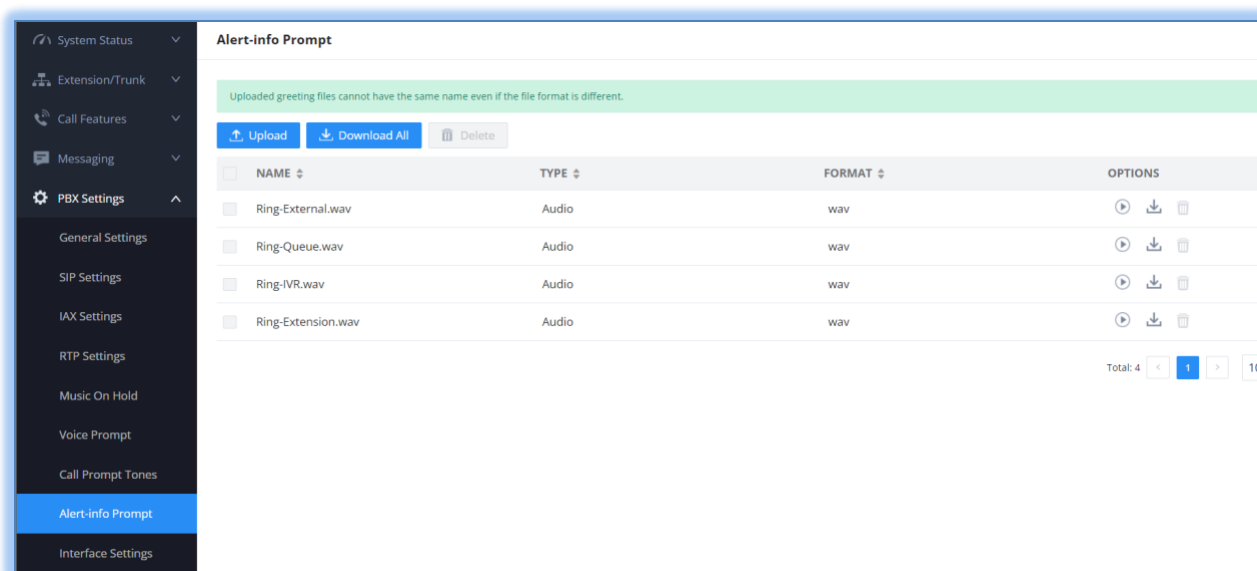 System Status
Extension/Trunk
Call Features
Messaging
PBX Settings
General Settings
SIP Settings
IAX Settings
RTP Settings
Music On Hold
Voice Prompt
Call Prompt Tones
Alert-info Prompt
Interface Settings
Alert-info Prompt
Uploaded greeting files cannot have the same name even if the file format is different.
Upload Download All Delete
NAME TYPE FORMAT OPTIONS
Ring-External.wav Audio wav
Ring-Queue.wav Audio wav
Ring-IVR.wav Audio wav
Ring-Extension.wav Audio wav
Total: 4 < 1 > 10